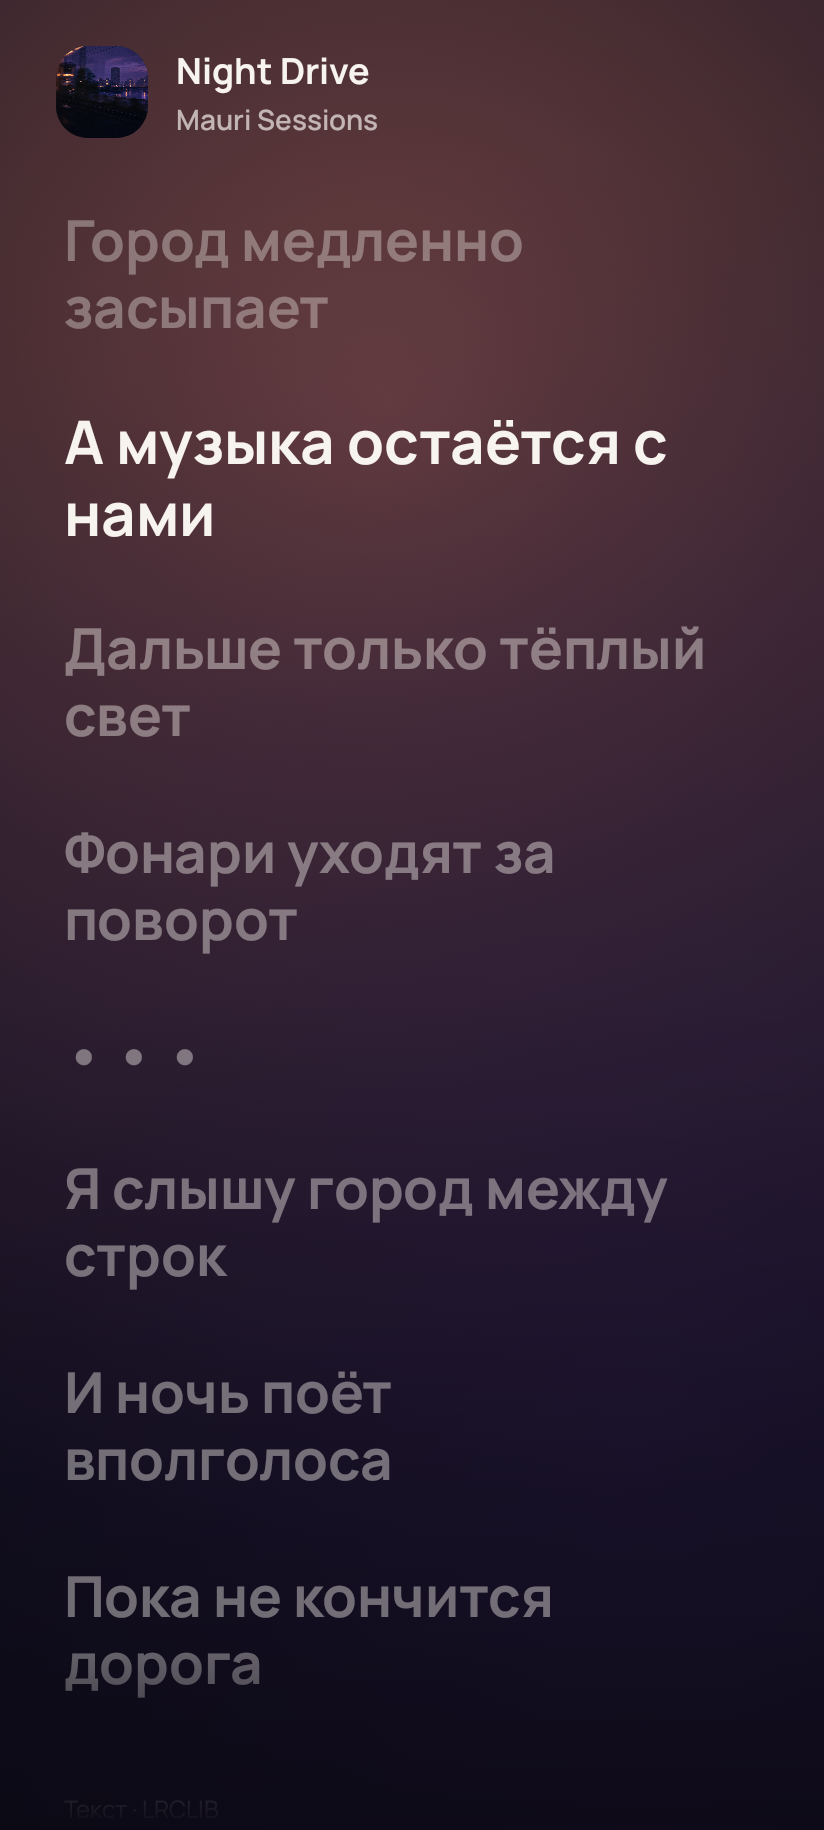 Night Drive
Mauri Sessions
Город медленно
засыпает
А музыка остаётся с
нами
Дальше только тёплый
свет
Фонари уходят за
поворот
• • •
Я слышу город между
строк
И ночь поёт
вполголоса
Пока не кончится
дорога
Текст · LRCLIB